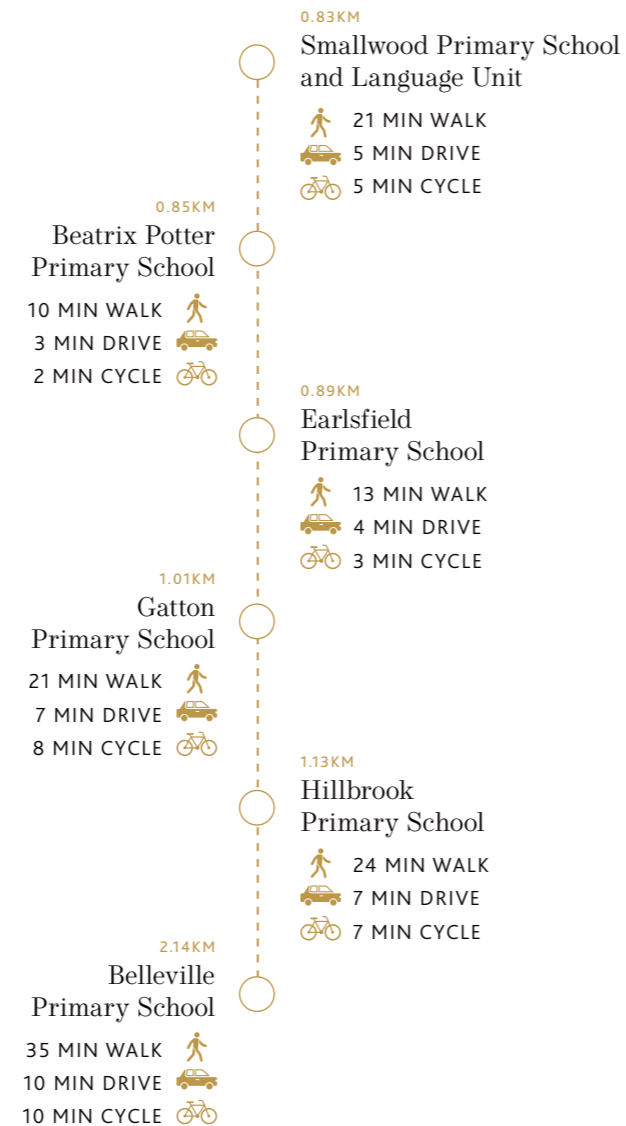 0.83KM
Smallwood Primary School
and Language Unit
21 MIN WALK
5 MIN DRIVE
5 MIN CYCLE
0.85KM
Beatrix Potter
Primary School
10 MIN WALK
3 MIN DRIVE
2 MIN CYCLE
0.89KM
Earlsfield
Primary School
13 MIN WALK
4 MIN DRIVE
3 MIN CYCLE
1.01KM
Gatton
Primary School
21 MIN WALK
7 MIN DRIVE
8 MIN CYCLE
1.13KM
Hillbrook
Primary School
24 MIN WALK
7 MIN DRIVE
7 MIN CYCLE
2.14KM
Belleville
Primary School
35 MIN WALK
10 MIN DRIVE
10 MIN CYCLE